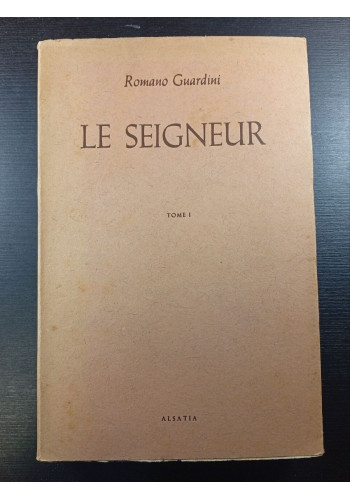 Romano Guardini
LE SEIGNEUR
TOME I
ALSATIA